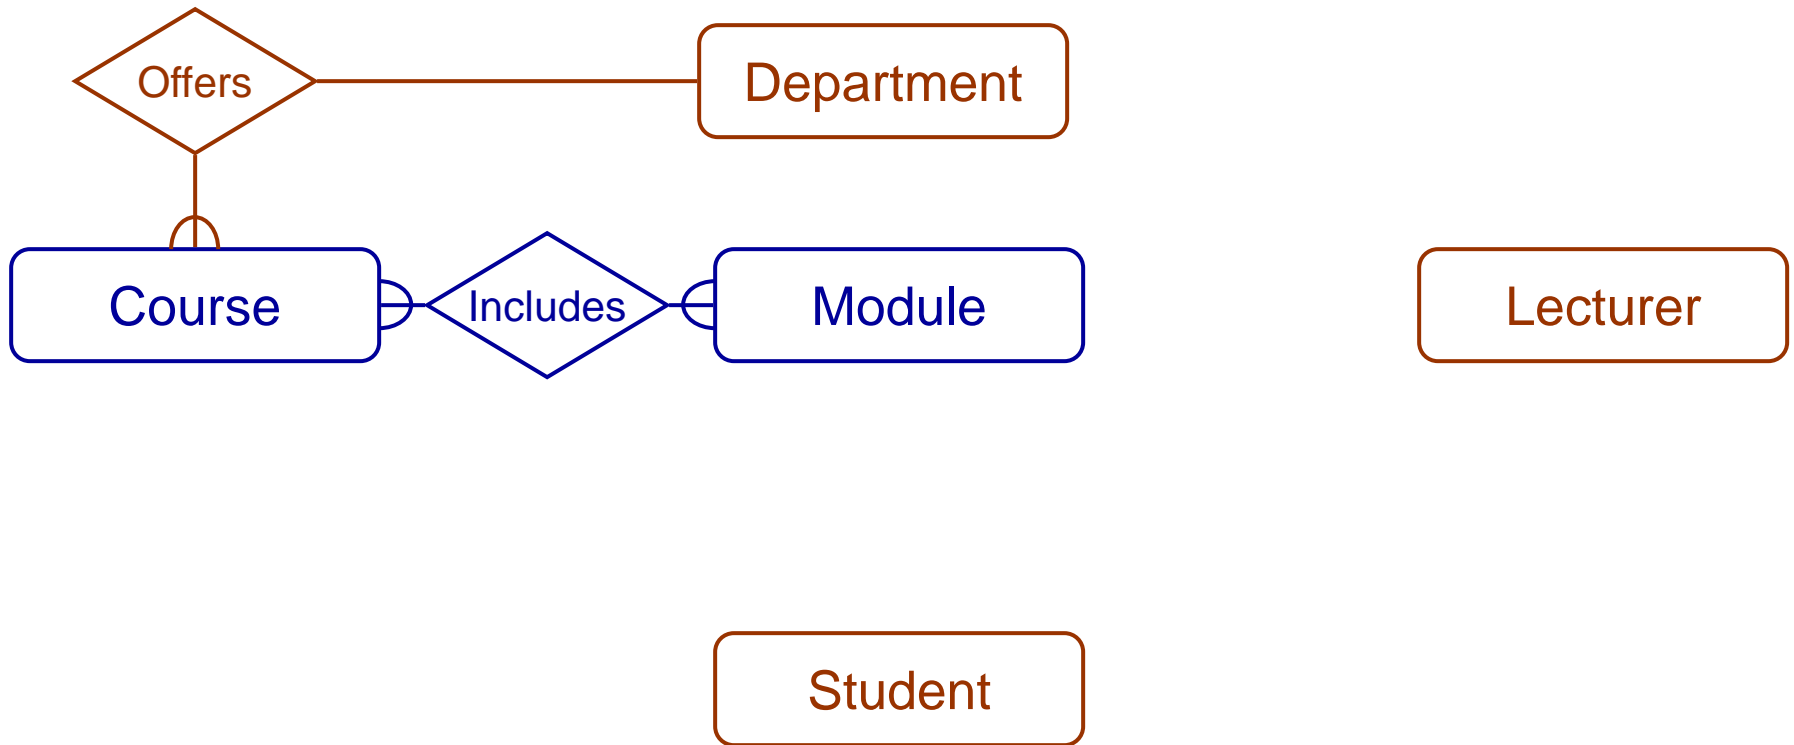 Offers
Department
Course
Includes
Module
Lecturer
Student